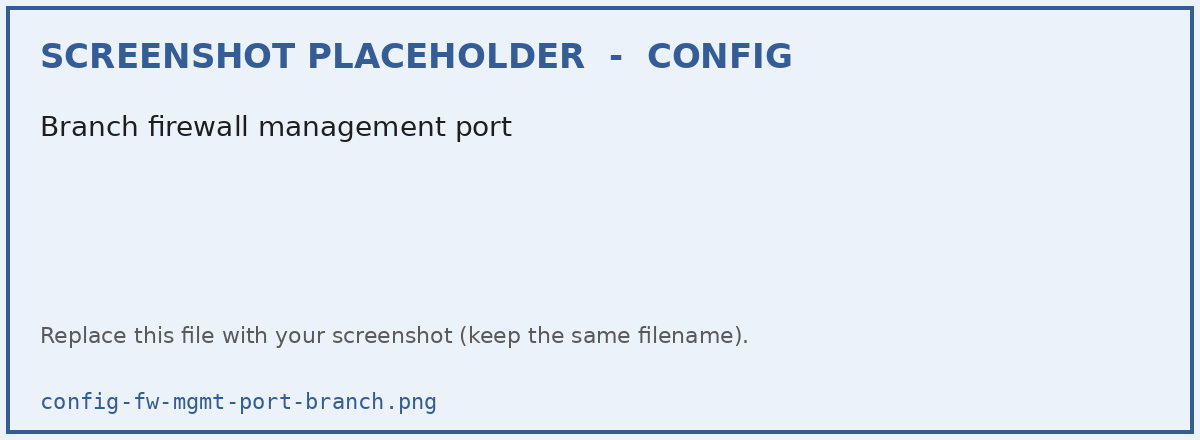 SCREENSHOT PLACEHOLDER - CONFIG
Branch firewall management port
Replace this file with your screenshot (keep the same filename).
config-fw-mgmt-port-branch.png